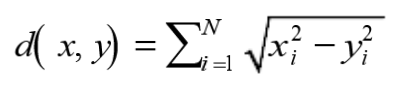 d( x, y) = ∑_{i=1}^{N} √(x_i^2 − y_i^2)